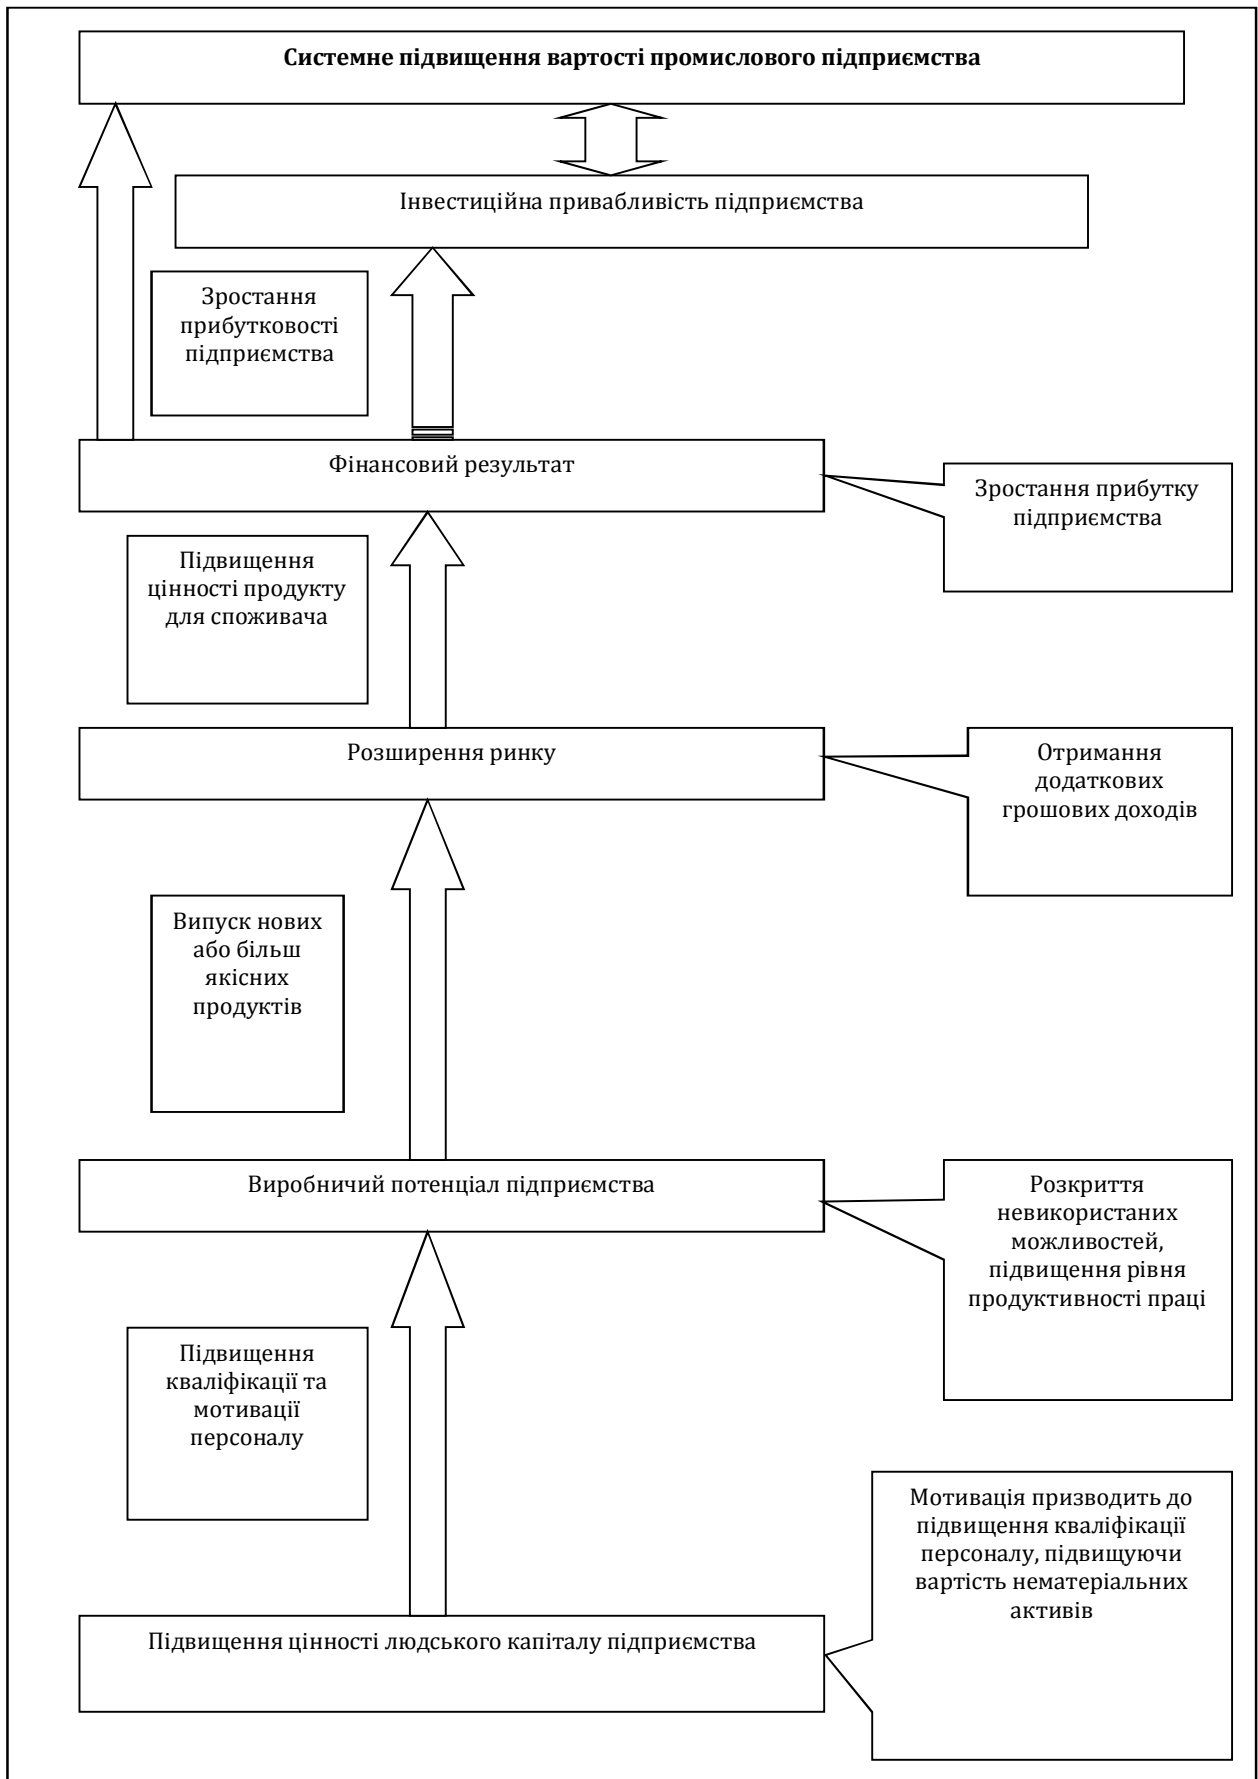 Системне підвищення вартості промислового підприємства
Інвестиційна привабливість підприємства
Зростання
прибутковості
підприємства
Фінансовий результат
Зростання прибутку
підприємства
Підвищення
цінності продукту
для споживача
Розширення ринку
Отримання
додаткових
грошових доходів
Випуск нових
або більш
якісних
продуктів
Виробничий потенціал підприємства
Розкриття
невикористаних
можливостей,
підвищення рівня
продуктивності праці
Підвищення
кваліфікації та
мотивації
персоналу
Мотивація призводить до
підвищення кваліфікації
персоналу, підвищуючи
вартість нематеріальних
активів
Підвищення цінності людського капіталу підприємства